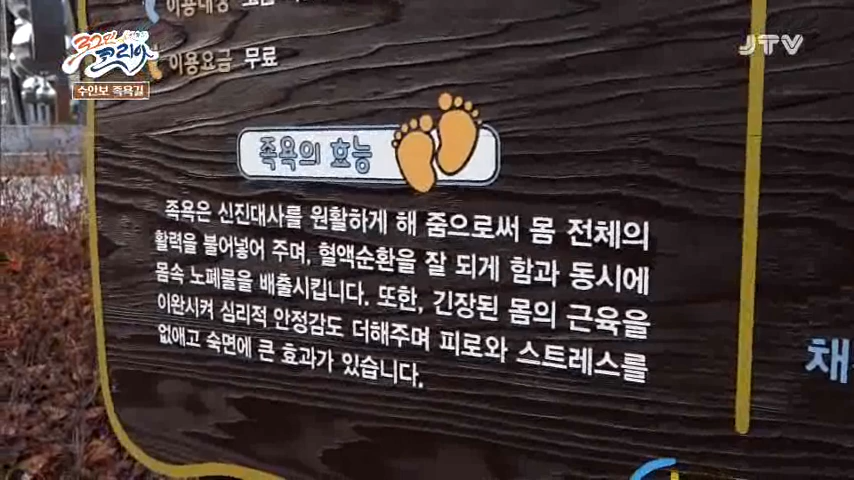 코리아
JTV
수안보 족욕길
이용대상
이용요금 무료
족욕의 효능
족욕은 신진대사를 원활하게 해 줌으로써 몸 전체의
활력을 불어넣어 주며, 혈액순환을 잘 되게 함과 동시에
몸속 노폐물을 배출시킵니다. 또한, 긴장된 몸의 근육을
이완시켜 심리적 안정감도 더해주며 피로와 스트레스를
없애고 숙면에 큰 효과가 있습니다.